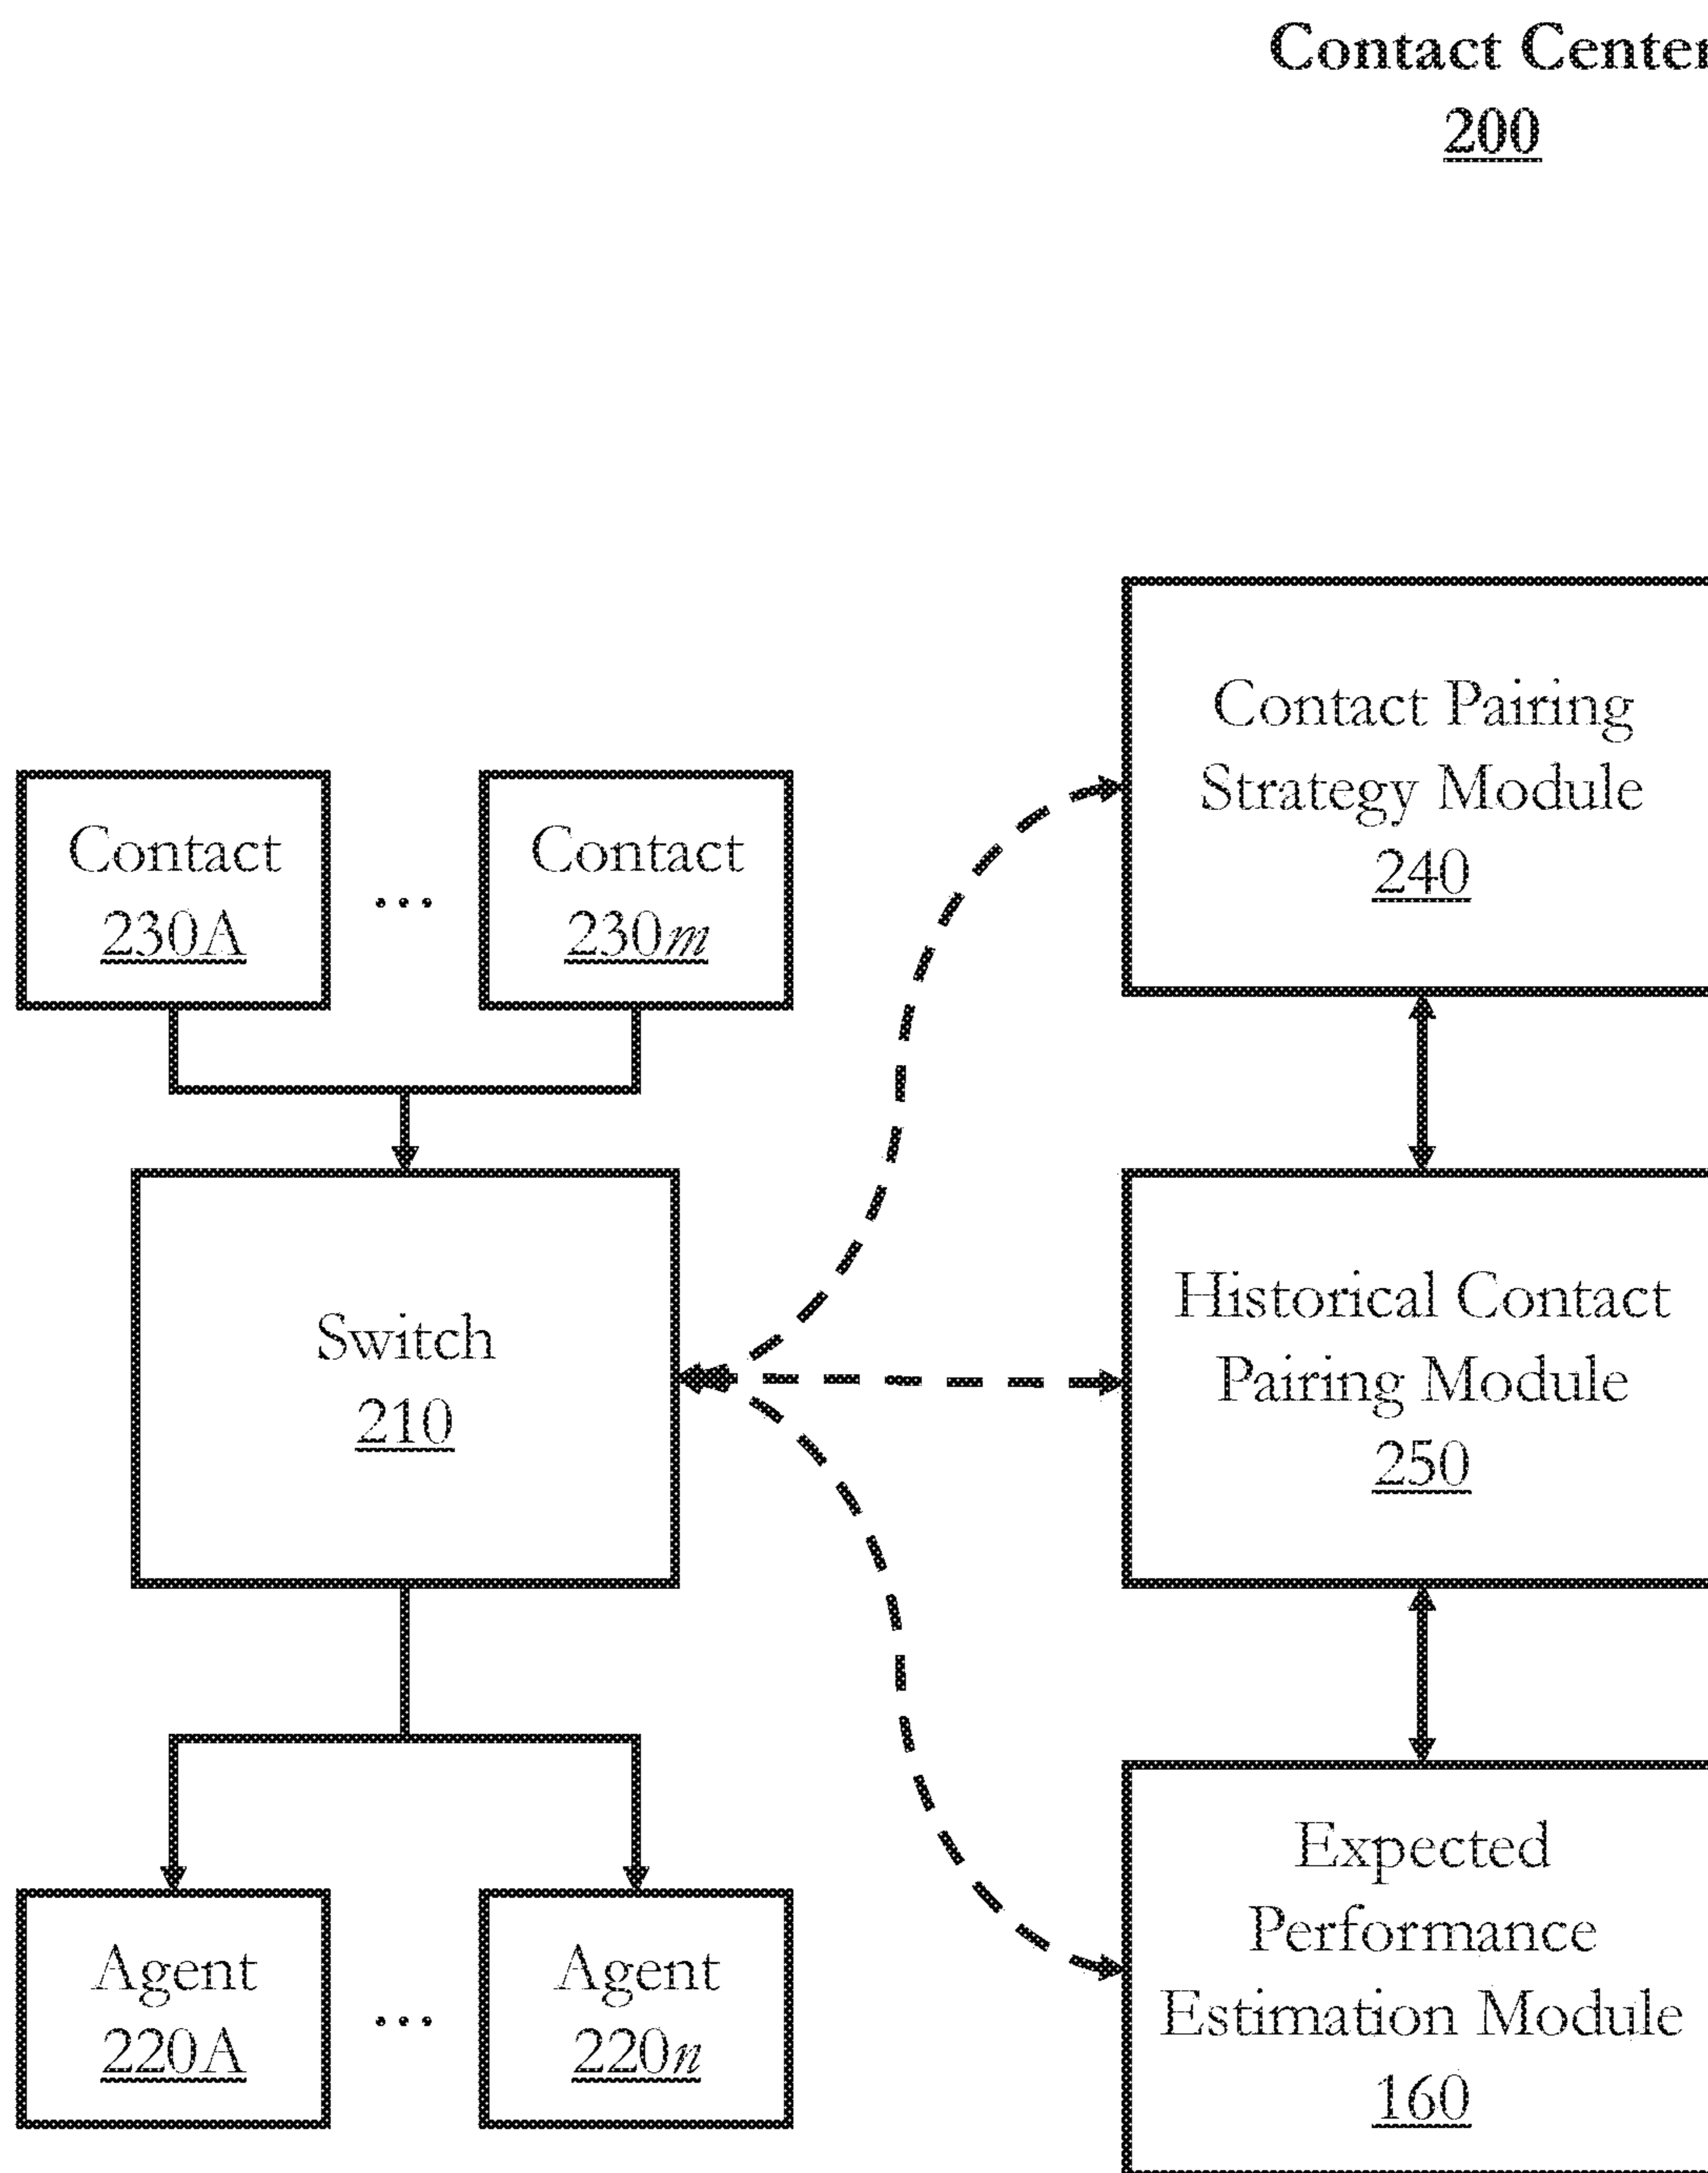 Contact Center
200
Contact Pairing
Strategy Module
240
Contact
230A
...
Contact
230m
Switch
210
Historical Contact
Pairing Module
250
Agent
220A
...
Agent
220n
Expected
Performance
Estimation Module
160